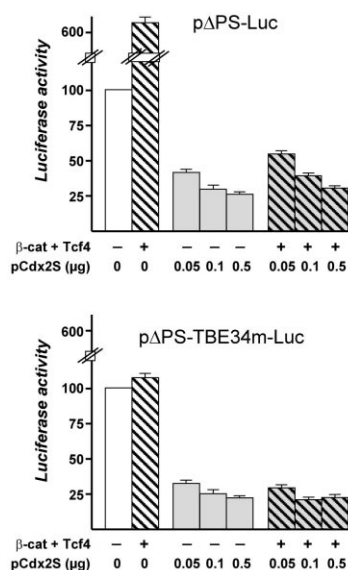 pΔPS-Luc
600
100
75
50
25
Luciferase activity
β-cat + Tcf4 – + – – – + + +
pCdx2S (μg) 0 0 0.05 0.1 0.5 0.05 0.1 0.5
pΔPS-TBE34m-Luc
600
100
75
50
25
Luciferase activity
β-cat + Tcf4 – + – – – + + +
pCdx2S (μg) 0 0 0.05 0.1 0.5 0.05 0.1 0.5